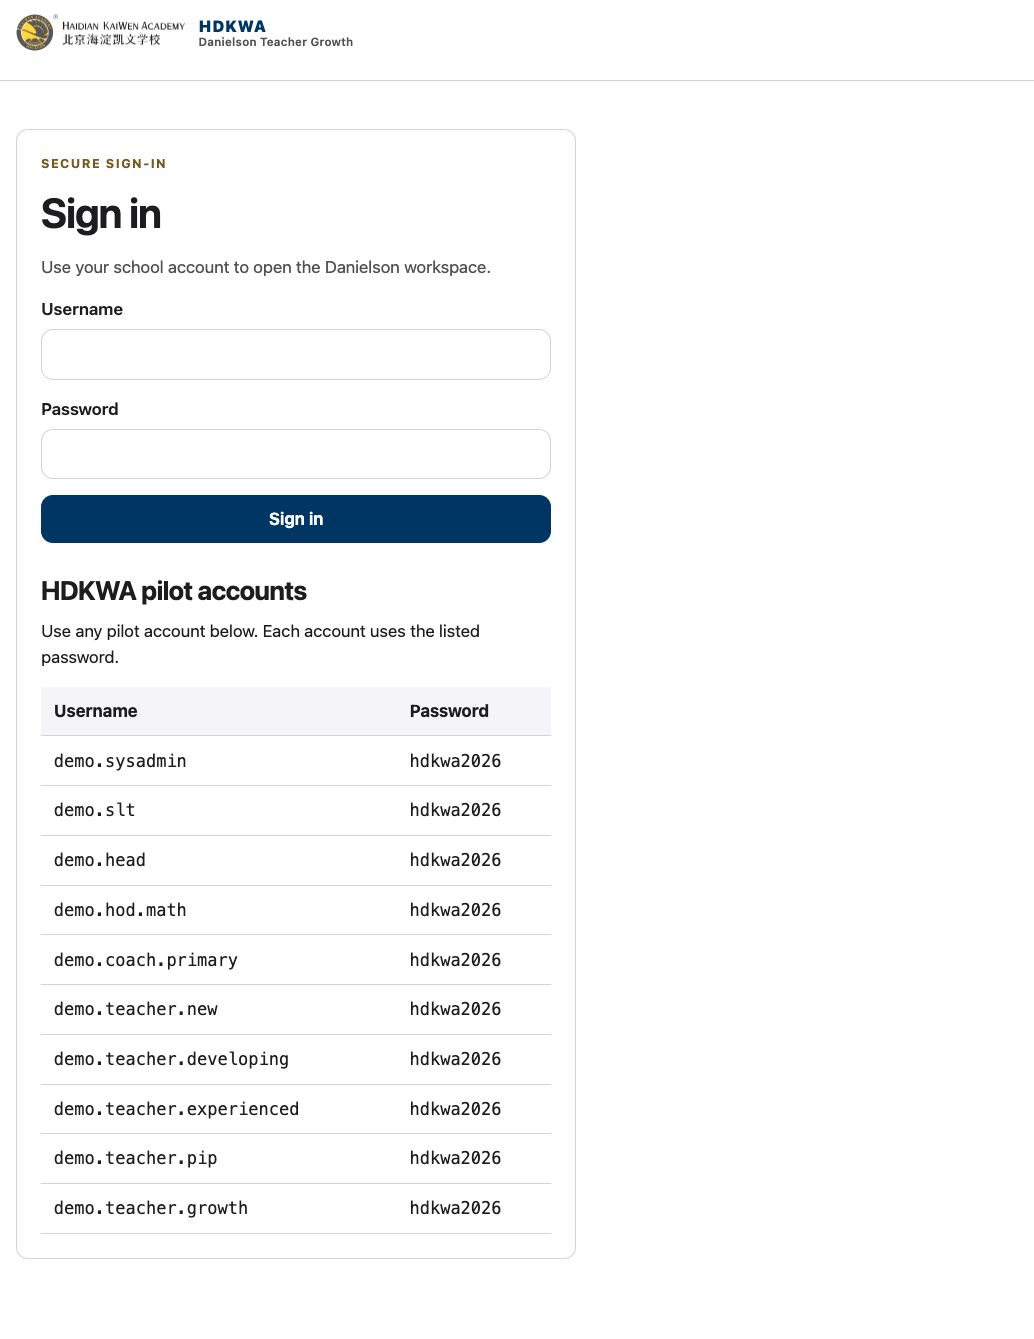 HAIDIAN KAIWEN ACADEMY
北京海淀凯文学校
HDKWA
Danielson Teacher Growth
SECURE SIGN-IN
Sign in
Use your school account to open the Danielson workspace.
Username
Password
Sign in
HDKWA pilot accounts
Use any pilot account below. Each account uses the listed
password.
Username Password
demo.sysadmin hdkwa2026
demo.slt hdkwa2026
demo.head hdkwa2026
demo.hod.math hdkwa2026
demo.coach.primary hdkwa2026
demo.teacher.new hdkwa2026
demo.teacher.developing hdkwa2026
demo.teacher.experienced hdkwa2026
demo.teacher.pip hdkwa2026
demo.teacher.growth hdkwa2026